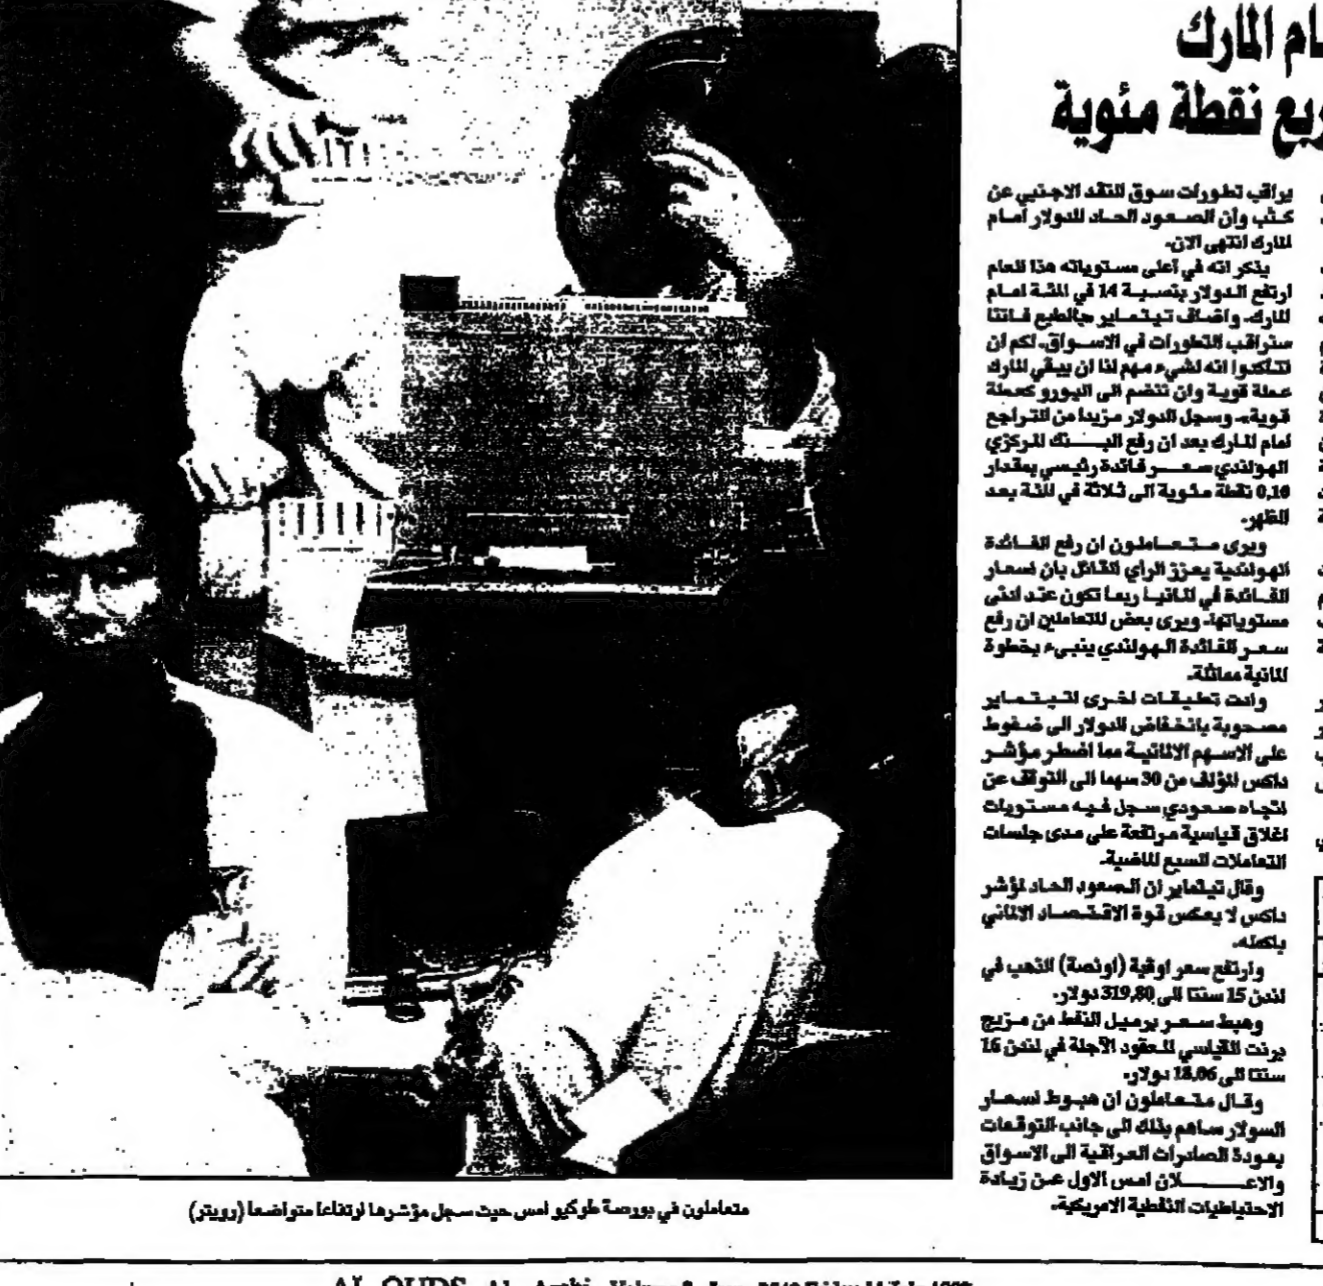 ام المارك
ربع نقطة مئوية
يراقب تطورات سوق النقد الاجنبي عن
كثب وأن الصعود الحاد للدولار امام
المارك انتهى الان.
يذكر انه في أعلى مستوياته هذا العام
ارتفع الدولار بنسبة 14 في المئة امام
المارك. واضاف تيتماير «بالطبع فاننا
سنراقب التطورات في الاسواق. لكم أن
تتأكدوا انه لشيء مهم لنا ان يبقي المارك
عملة قوية وان تنضم الى اليورو كعملة
قوية». وسجل الدولار مزيدا من التراجع
امام المارك بعد ان رفع البنك المركزي
الهولندي سعر فائدة رئيسي بمقدار
0,10 نقطة مئوية الى ثلاثة في المئة بعد
الظهر.
ويرى متعاملون ان رفع الفائدة
الهولندية يعزز الرأي القائل بان اسعار
الفائدة في المانيا ربما تكون عند ادنى
مستوياتها. ويرى بعض المتعاملين ان رفع
سعر الفائدة الهولندي ينبىء بخطوة
المانية مماثلة.
وادت تعليقات اخرى لتيتماير
مصحوبة بانخفاض الدولار الى ضغوط
على الاسهم الالمانية مما اضطر مؤشر
داكس المؤلف من 30 سهما الى التوقف عن
اتجاه صعودي سجل فيه مستويات
اغلاق قياسية مرتفعة على مدى جلسات
التعاملات السبع الماضية.
وقال تيتماير ان الصعود الحاد لمؤشر
داكس لا يعكس قوة الاقتصاد الالماني
باكمله.
وارتفع سعر اوقية (اونصة) الذهب في
لندن 15 سنتا الى 319,80 دولار.
وهبط سعر برميل النفط من مزيج
برنت القياسي للعقود الآجلة في لندن 16
سنتا الى 18,06 دولار.
وقال متعاملون ان هبوط اسعار
السولار ساهم بذلك الى جانب التوقعات
بعودة الصادرات العراقية الى الاسواق
والاعلان امس الاول عن زيادة
الاحتياطيات النفطية الامريكية.
متعاملون في بورصة طوكيو امس حيث سجل مؤشرها ارتفاعا متواضعا (رويتر)